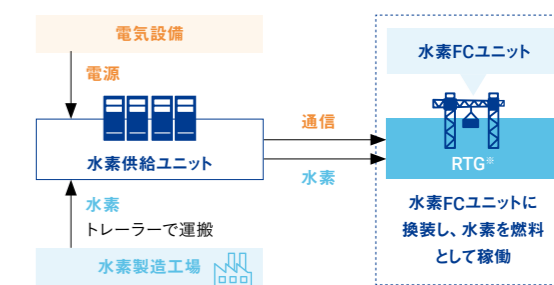 電気設備
電源
水素供給ユニット
水素
トレーラーで運搬
水素製造工場
通信
水素
水素FCユニット
RTG※
水素FCユニットに
換装し、水素を燃料
として稼働